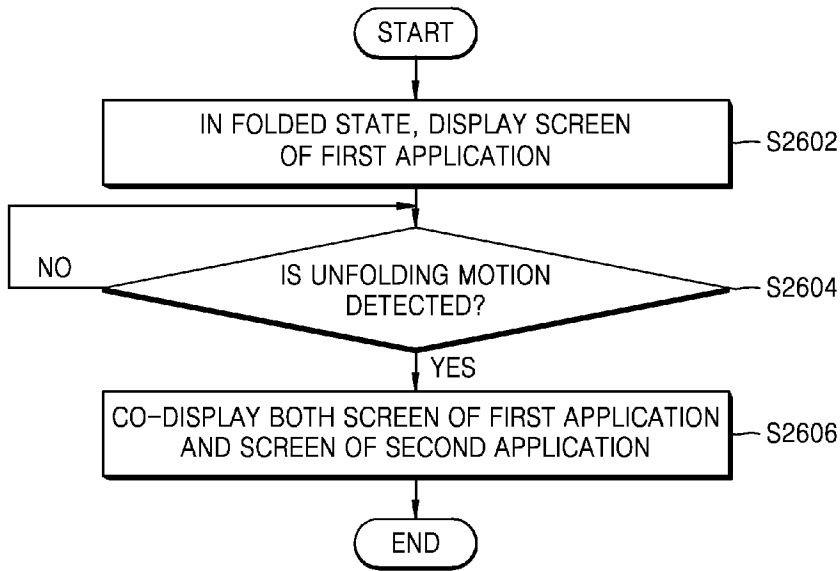 START
IN FOLDED STATE, DISPLAY SCREEN
OF FIRST APPLICATION
S2602
NO
IS UNFOLDING MOTION
DETECTED?
S2604
YES
CO-DISPLAY BOTH SCREEN OF FIRST APPLICATION
AND SCREEN OF SECOND APPLICATION
S2606
END